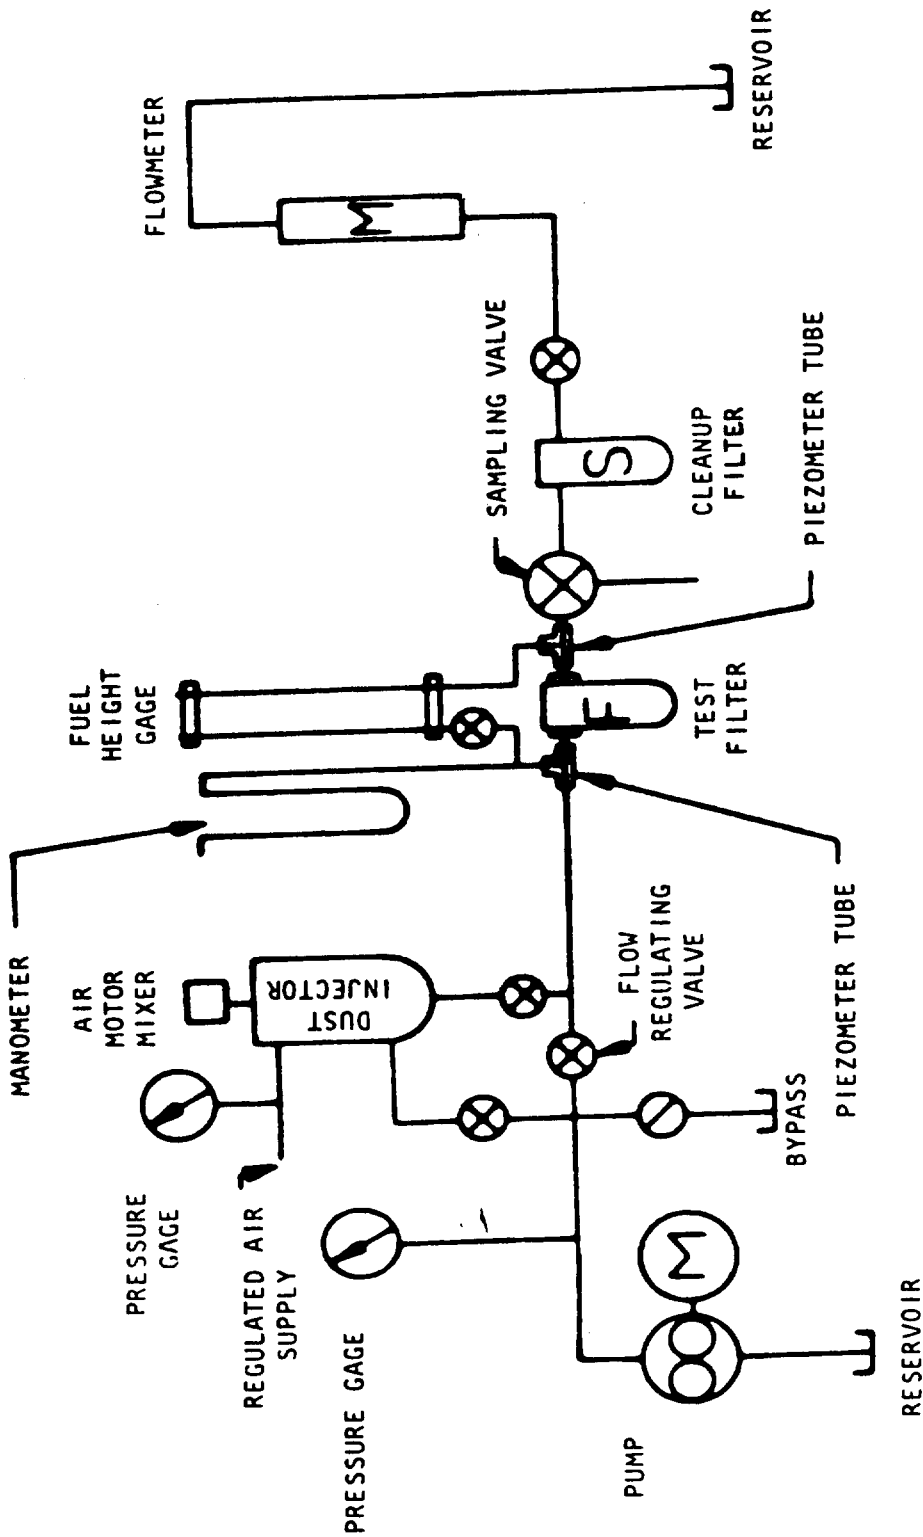 MANOMETER
FUEL
HEIGHT
GAGE
FLOWMETER
M
AIR
MOTOR
MIXER
DUST
INJECTOR
PRESSURE
GAGE
REGULATED AIR
SUPPLY
PRESSURE GAGE
SAMPLING VALVE
F
S
FLOW
REGULATING
VALVE
TEST
FILTER
CLEANUP
FILTER
RESERVOIR
M
BYPASS
PIEZOMETER TUBE
PIEZOMETER TUBE
PUMP
RESERVOIR